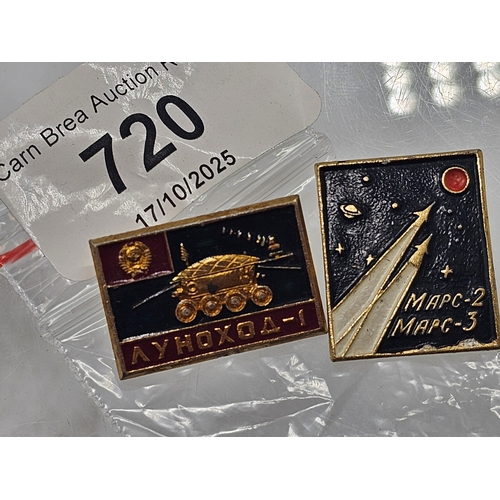 Carn Brea Auction R
720
17/10/2025
ЛУНОХОД-1
МАРС-2
МАРС-3